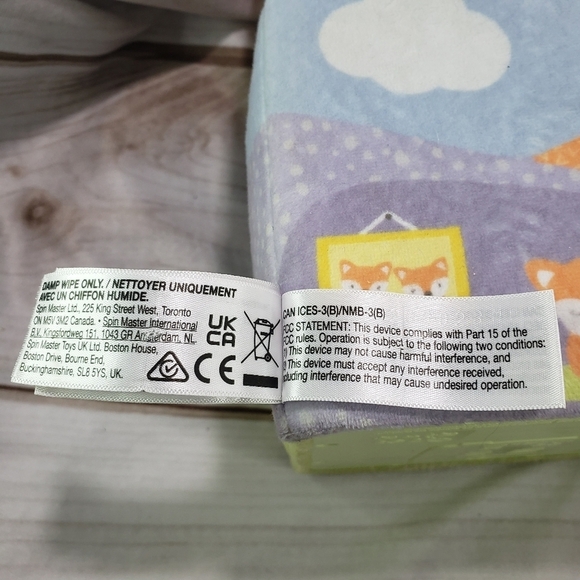 DAMP WIPE ONLY. / NETTOYER UNIQUEMENT
AVEC UN CHIFFON HUMIDE.
Spin Master Ltd., 225 King Street West, Toronto
ON M5V 3M2 Canada. • Spin Master International
B.V. Kingsfordweg 151, 1043 GR Amsterdam, NL.
Spin Master Toys UK Ltd. Boston House,
Boston Drive, Bourne End.
Buckinghamshire, SL8 5YS, UK.
UK
CA
CE
CAN ICES-3(B)/NMB-3(B)
FCC STATEMENT: This device complies with Part 15 of the
FCC rules. Operation is subject to the following two conditions:
1) This device may not cause harmful interference, and
) This device must accept any interference received,
cluding interference that may cause undesired operation.